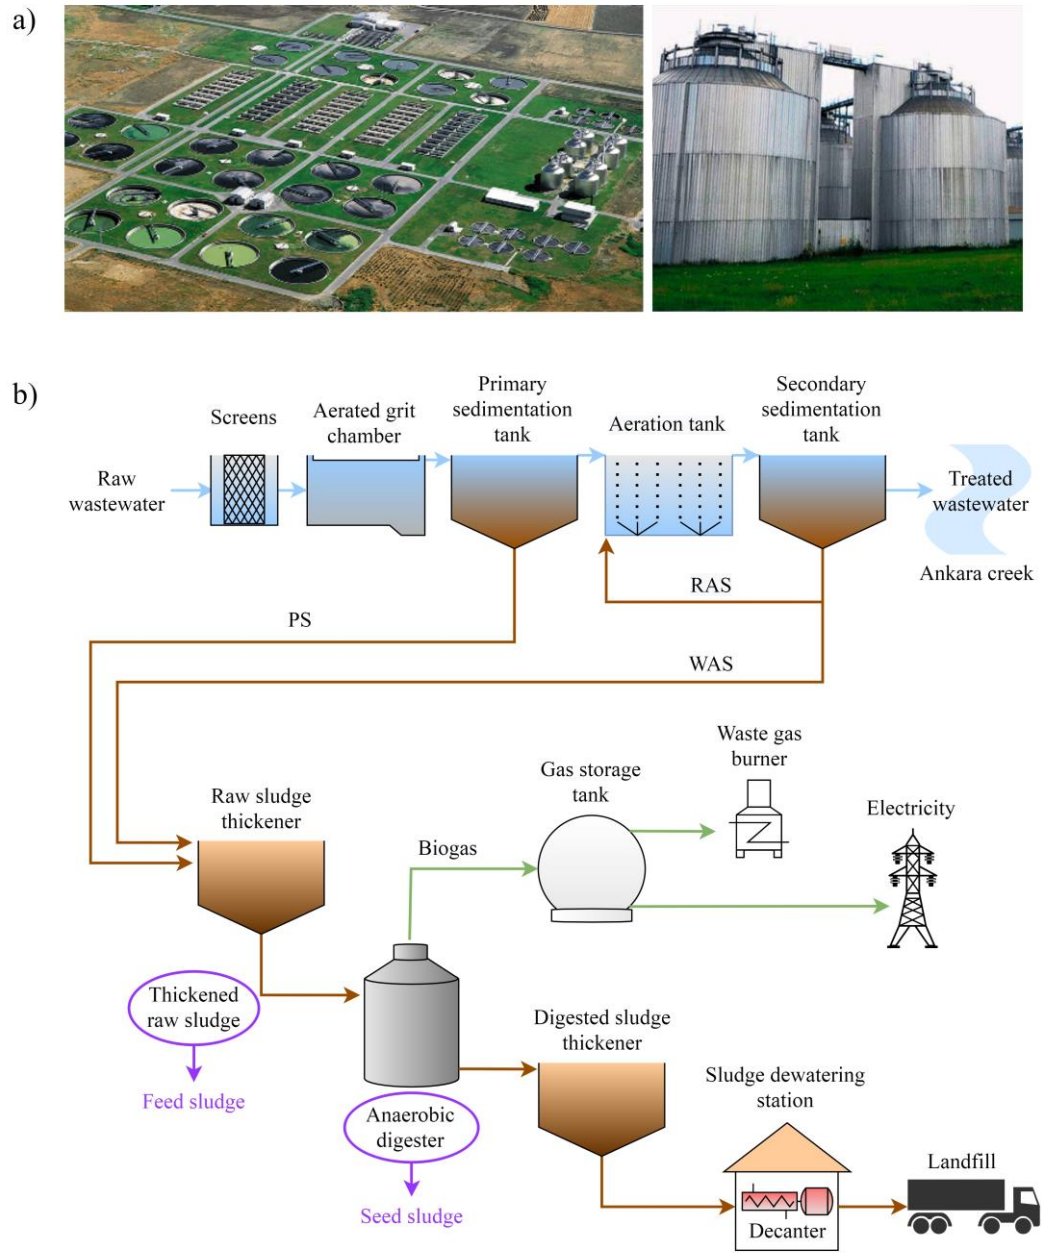 a)
b)
Screens
Aerated grit
chamber
Primary
sedimentation
tank
Aeration tank
Secondary
sedimentation
tank
Raw
wastewater
Treated
wastewater
Ankara creek
RAS
PS
WAS
Raw sludge
thickener
Biogas
Gas storage
tank
Waste gas
burner
Electricity
Thickened
raw sludge
Feed sludge
Anaerobic
digester
Seed sludge
Digested sludge
thickener
Sludge dewatering
station
Decanter
Landfill